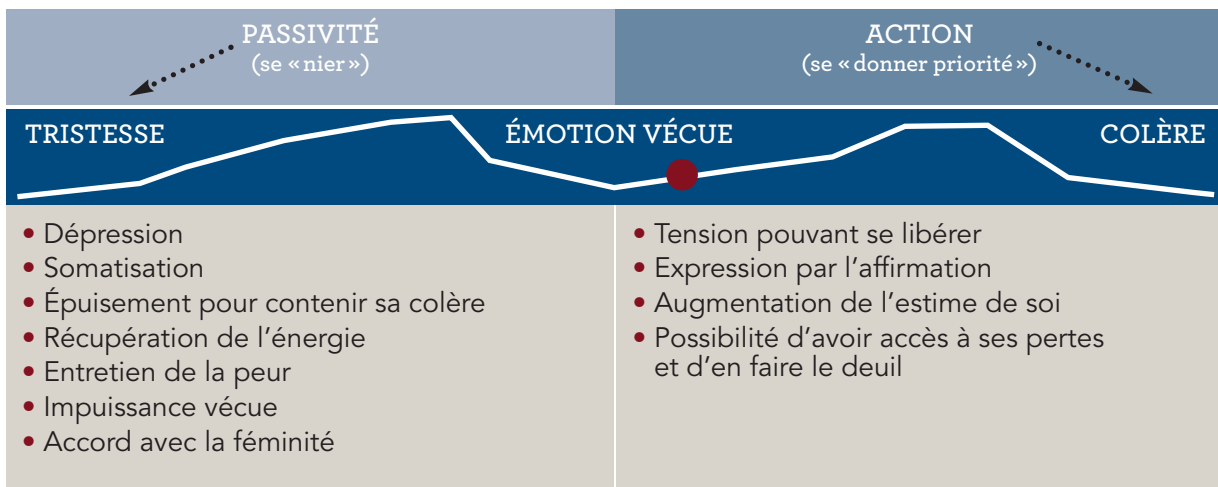 PASSIVITÉ
(se «nier»)
ACTION
(se «donner priorité»)
TRISTESSE
ÉMOTION VÉCUE
COLÈRE
• Dépression
• Somatisation
• Épuisement pour contenir sa colère
• Récupération de l'énergie
• Entretien de la peur
• Impuissance vécue
• Accord avec la féminité
• Tension pouvant se libérer
• Expression par l'affirmation
• Augmentation de l'estime de soi
• Possibilité d'avoir accès à ses pertes
et d'en faire le deuil